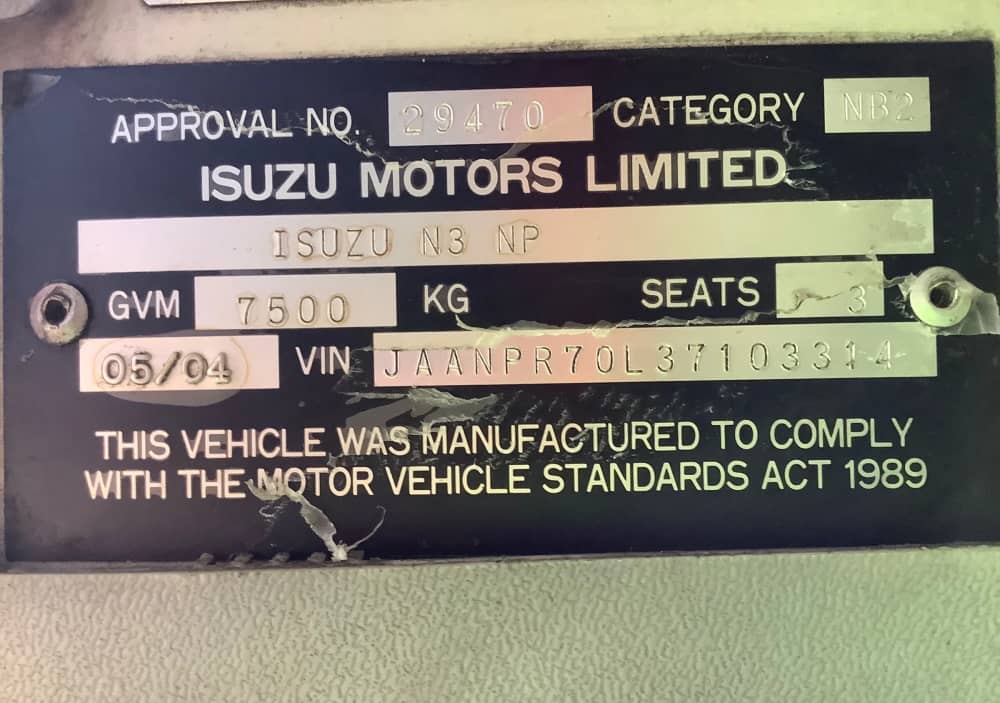 APPROVAL NO. 29470 CATEGORY NB2
ISUZU MOTORS LIMITED
ISUZU N3 NP
GVM 7500 KG SEATS 3
05/04 VIN JAANPR70L37103314
THIS VEHICLE WAS MANUFACTURED TO COMPLY
WITH THE MOTOR VEHICLE STANDARDS ACT 1989